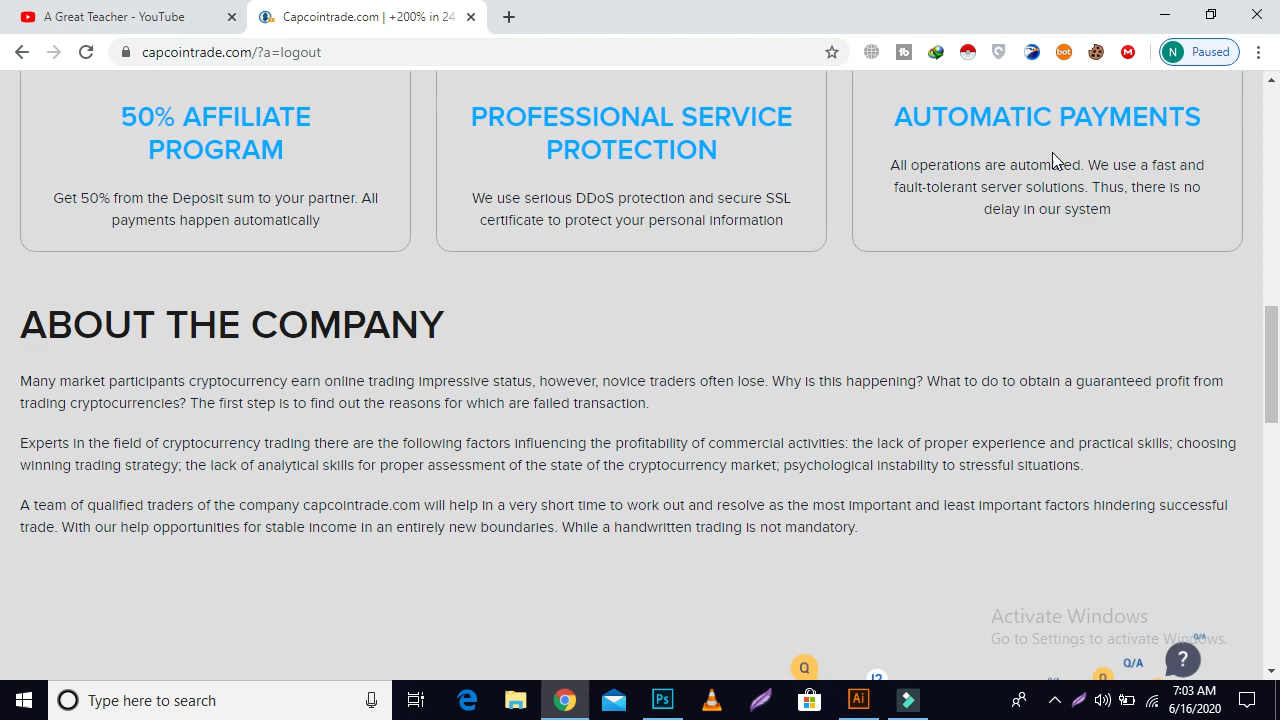 A Great Teacher - YouTube
Capcointrade.com | +200% in 24
capcointrade.com/?a=logout
N Paused
50% AFFILIATE
PROGRAM
Get 50% from the Deposit sum to your partner. All
payments happen automatically
PROFESSIONAL SERVICE
PROTECTION
We use serious DDoS protection and secure SSL
certificate to protect your personal information
AUTOMATIC PAYMENTS
All operations are automated. We use a fast and
fault-tolerant server solutions. Thus, there is no
delay in our system
ABOUT THE COMPANY
Many market participants cryptocurrency earn online trading impressive status, however, novice traders often lose. Why is this happening? What to do to obtain a guaranteed profit from
trading cryptocurrencies? The first step is to find out the reasons for which are failed transaction.
Experts in the field of cryptocurrency trading there are the following factors influencing the profitability of commercial activities: the lack of proper experience and practical skills; choosing
winning trading strategy; the lack of analytical skills for proper assessment of the state of the cryptocurrency market; psychological instability to stressful situations.
A team of qualified traders of the company capcointrade.com will help in a very short time to work out and resolve as the most important and least important factors hindering successful
trade. With our help opportunities for stable income in an entirely new boundaries. While a handwritten trading is not mandatory.
Activate Windows
Go to Settings to activate Windows.
Q/A
Q
Q/A
?
Type here to search
Ps
Ai
7:03 AM
6/16/2020